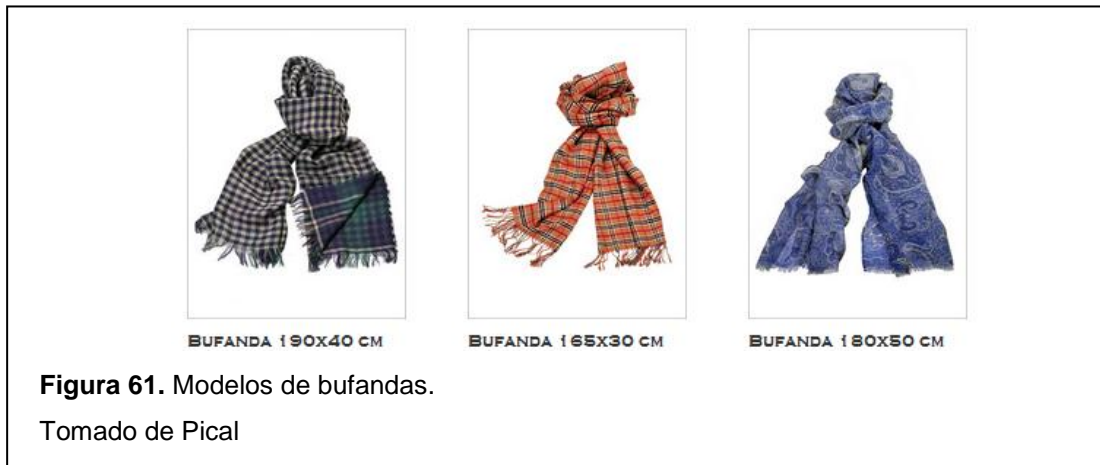 BUFANDA 190X40 CM
BUFANDA 165X30 CM
BUFANDA 180X50 CM
Figura 61. Modelos de bufandas.
Tomado de Pical